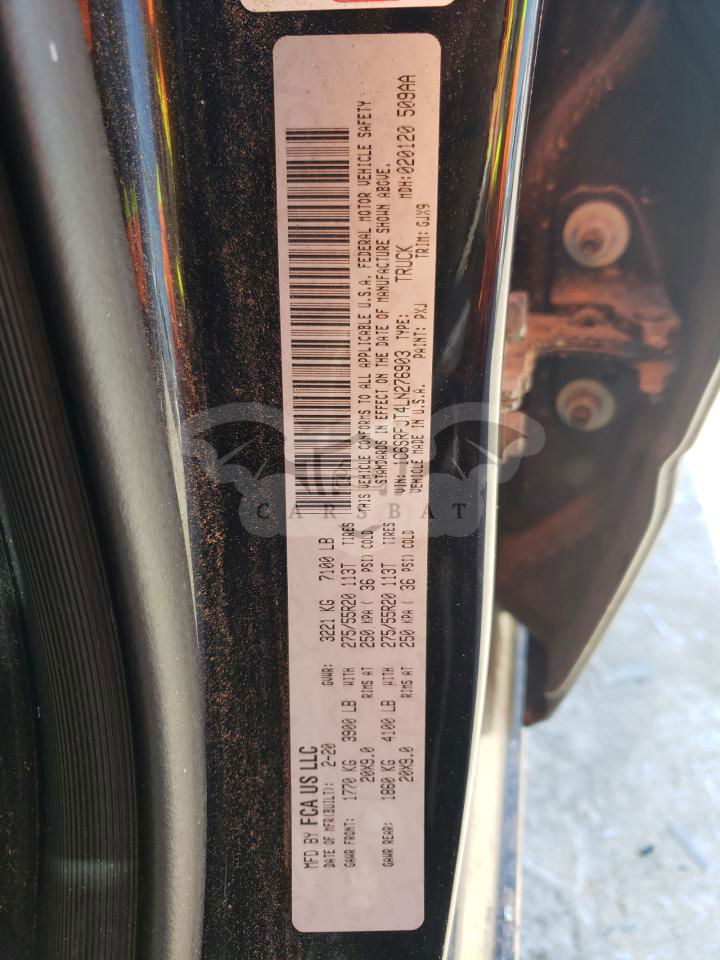 MFD BY FCA US LLC
DATE OF MFR(BUILT): 2-20 GVWR: 3221 KG 7100 LB
GAWR FRONT: 1770 KG 3900 LB WITH 275/55R20 113T TIRES
20X9.0 RIMS AT 250 KPA ( 36 PSI) COLD
GAWR REAR: 1860 KG 4100 LB WITH 275/55R20 113T TIRES
20X9.0 RIMS AT 250 KPA ( 36 PSI) COLD
THIS VEHICLE CONFORMS TO ALL APPLICABLE U.S.A. FEDERAL MOTOR VEHICLE SAFETY
STANDARDS IN EFFECT ON THE DATE OF MANUFACTURE SHOWN ABOVE.
VIN: 1C6SRFJT4LN276903 TYPE: TRUCK MDH:020120 509AA
VEHICLE MADE IN U.S.A. PAINT: PXJ TRIM: GJX9
CARSBAT